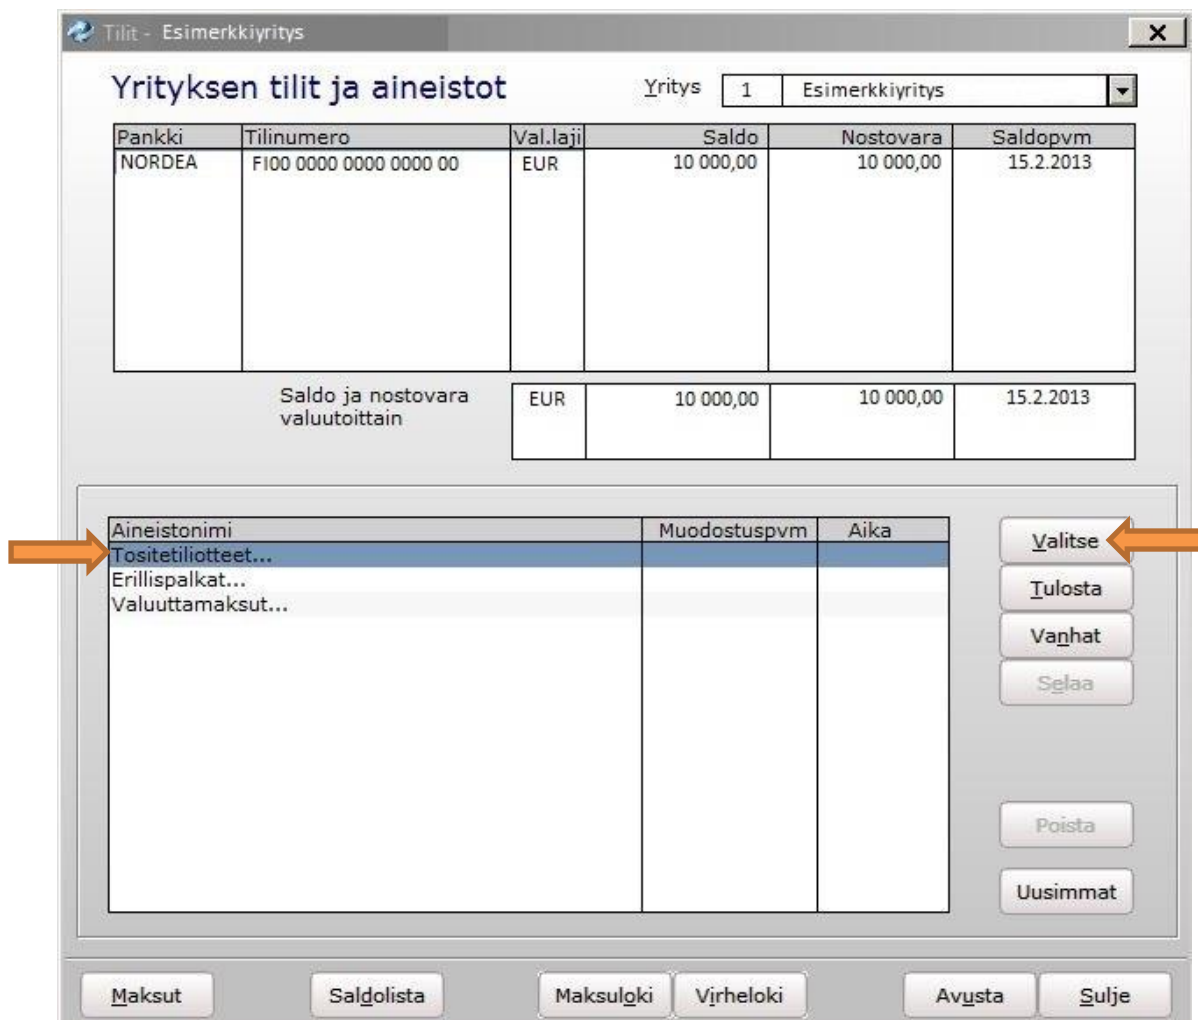 Tilit - Esimerkkiyritys
Yrityksen tilit ja aineistot Yritys 1 Esimerkkiyritys
Pankki Tilinumero Val.laji Saldo Nostovara Saldopvm
NORDEA FI00 0000 0000 0000 00 EUR 10 000,00 10 000,00 15.2.2013
Saldo ja nostovara EUR 10 000,00 10 000,00 15.2.2013
valuutoittain
Aineistonimi Muodostuspvm Aika Valitse
Tositetiliotteet...
Erillispalkat... Tulosta
Valuuttamaksut...
Vanhat
Selaa
Poista
Uusimmat
Maksut Saldolista Maksuloki Virheloki Avusta Sulje